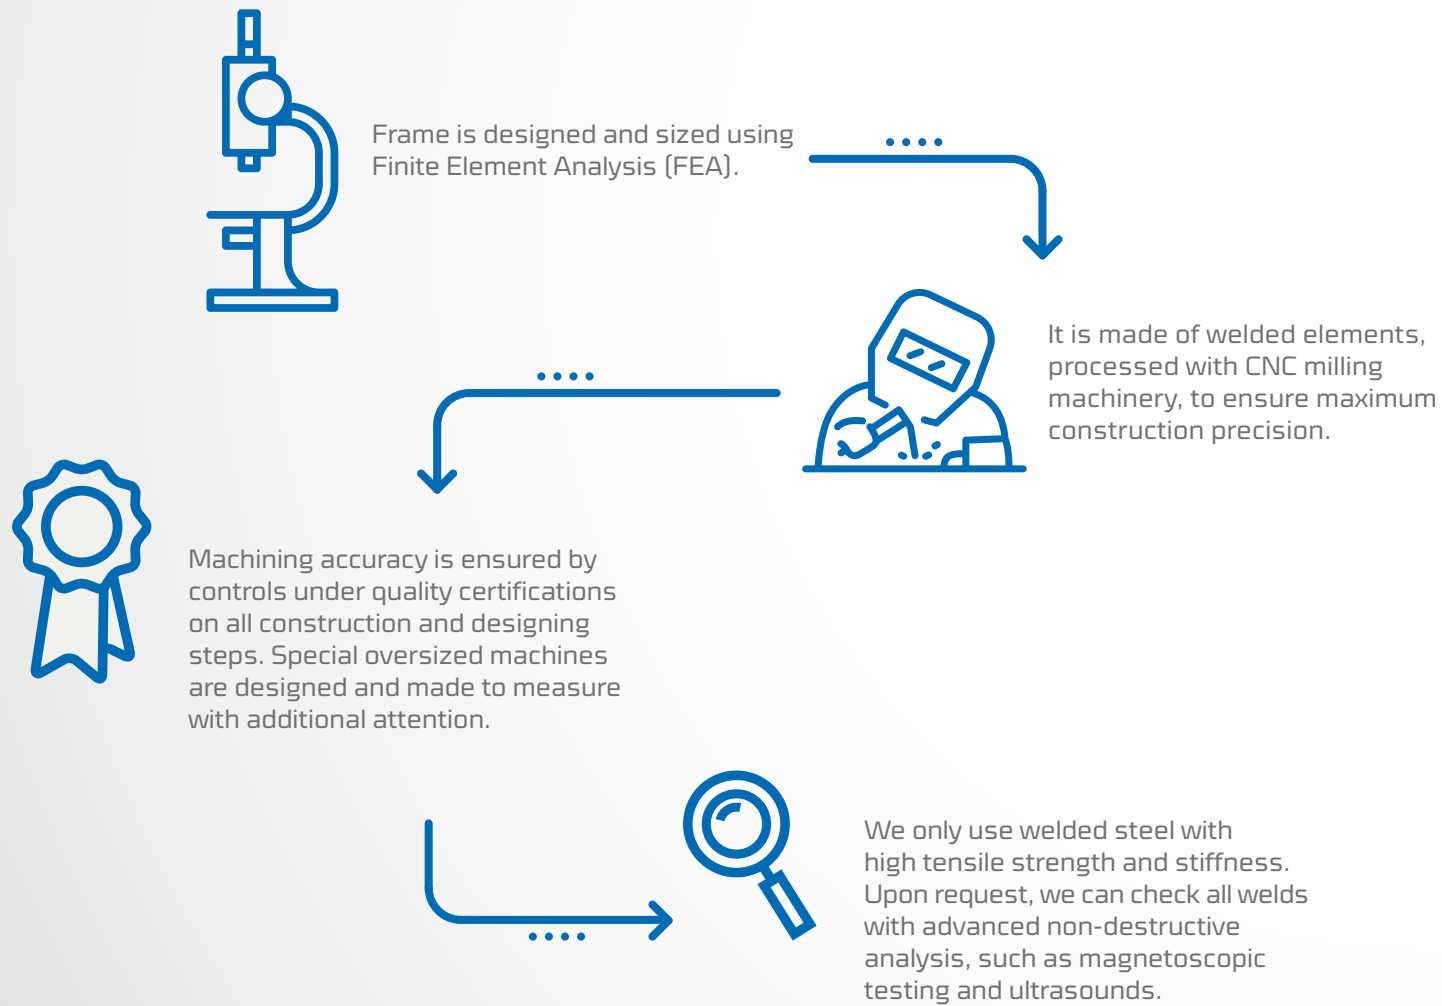 Frame is designed and sized using
Finite Element Analysis (FEA).
It is made of welded elements,
processed with CNC milling
machinery, to ensure maximum
construction precision.
Machining accuracy is ensured by
controls under quality certifications
on all construction and designing
steps. Special oversized machines
are designed and made to measure
with additional attention.
We only use welded steel with
high tensile strength and stiffness.
Upon request, we can check all welds
with advanced non-destructive
analysis, such as magnetoscopic
testing and ultrasounds.